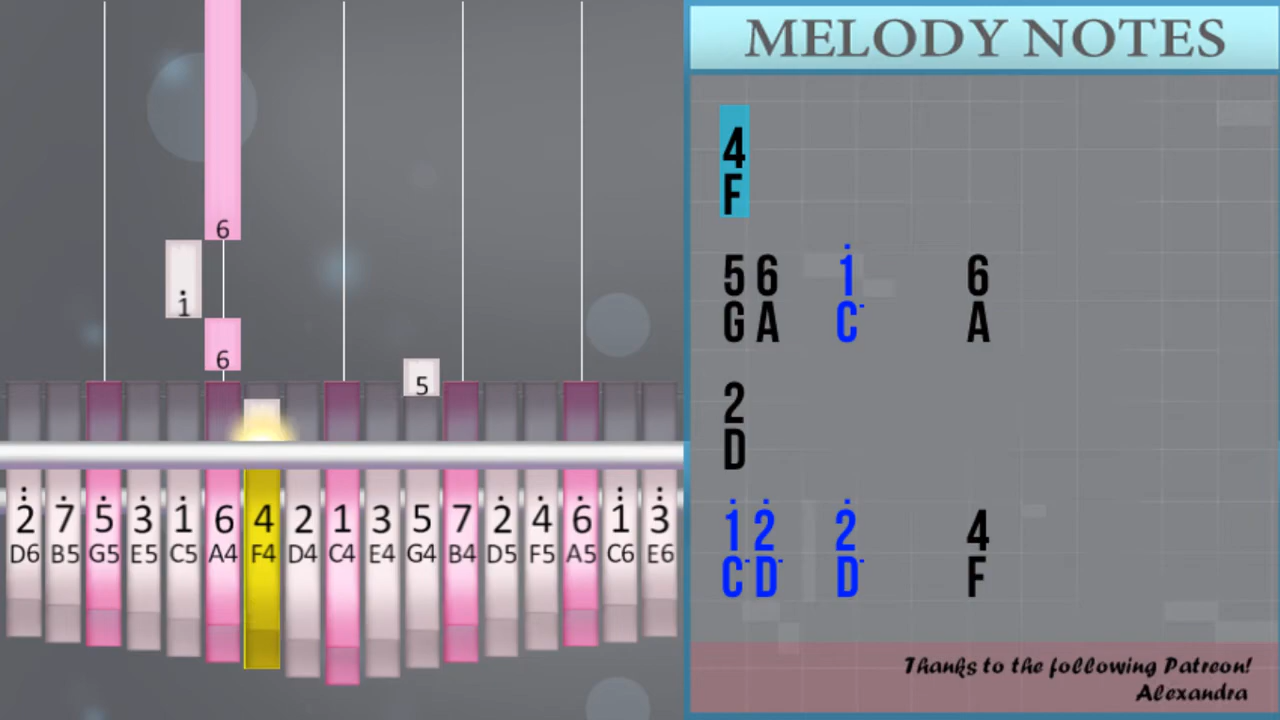 MELODY NOTES
4
F
5 6 1̇ 6
G A C· A
2
D
1̇ 2̇ 2̇ 4
C· D· D· F
6
1̇
6
5
2̈ 7̇ 5̇ 3̇ 1̇ 6 4 2 1 3 5 7 2̇ 4̇ 6̇ 1̈ 3̈
D6 B5 G5 E5 C5 A4 F4 D4 C4 E4 G4 B4 D5 F5 A5 C6 E6
Thanks to the following Patreon!
Alexandra